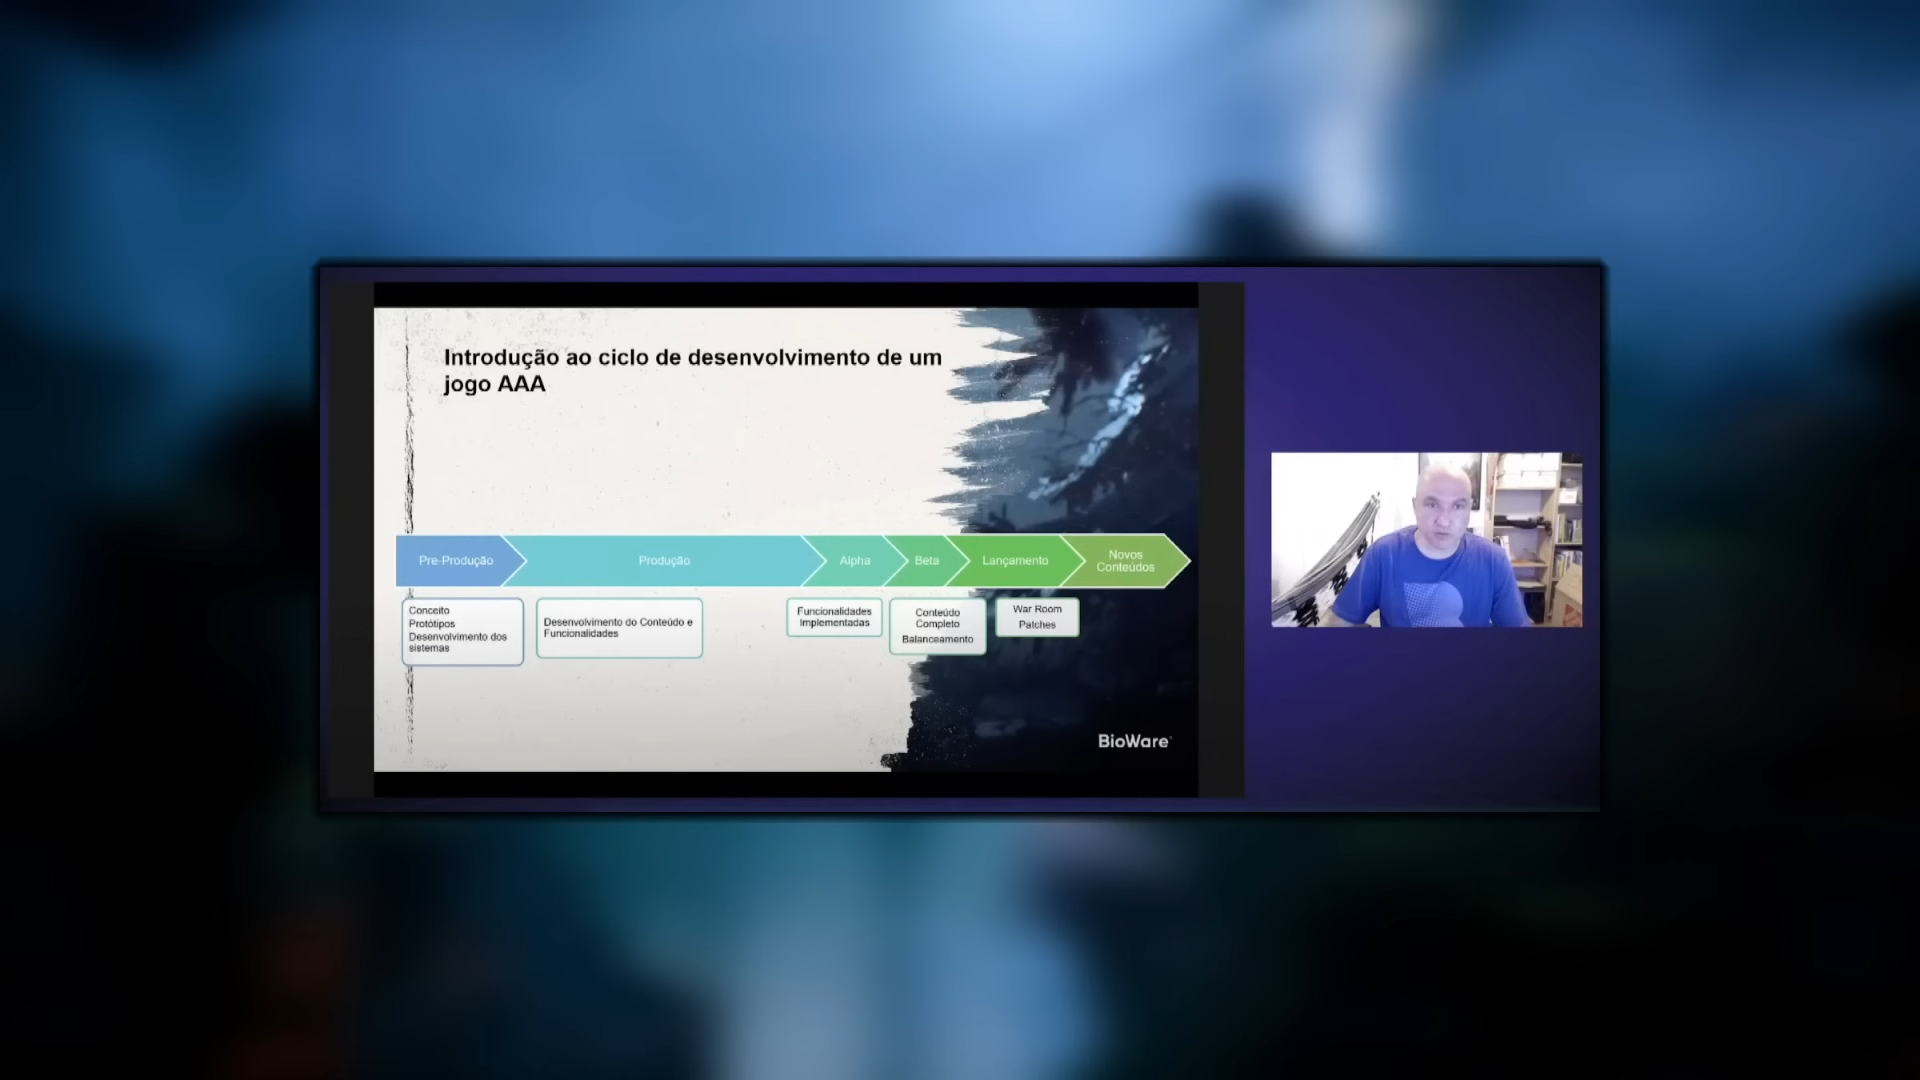 Introdução ao ciclo de desenvolvimento de um
jogo AAA
Pre-Produção
Produção
Alpha
Beta
Lançamento
Novos
Conteúdos
Conceito
Protótipos
Desenvolvimento dos
sistemas
Desenvolvimento do Conteúdo e
Funcionalidades
Funcionalidades
Implementadas
Conteúdo
Completo
Balanceamento
War Room
Patches
BioWare